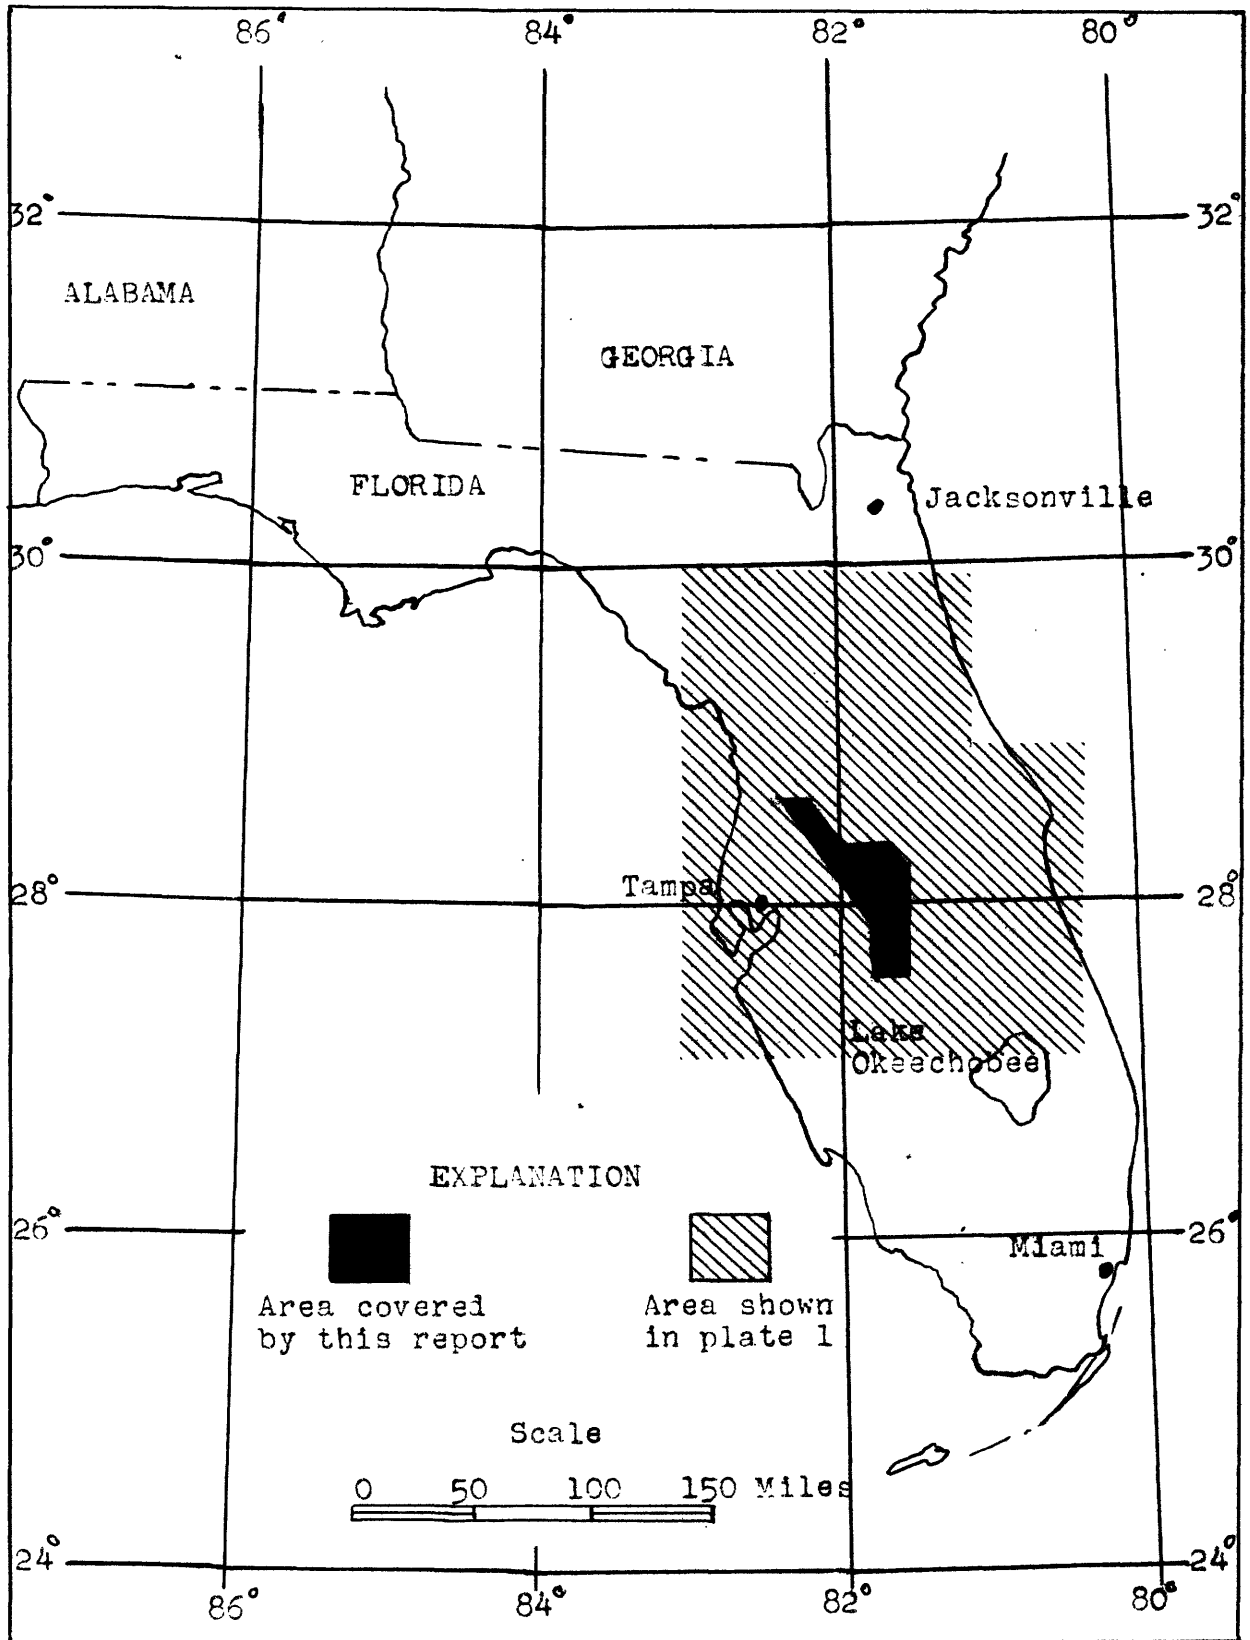 86° 84° 82° 80°
32° 32°
ALABAMA
GEORGIA
FLORIDA
Jacksonville
30° 30°
Tampa
28° 28°
Lake
Okeechobee
EXPLANATION
26° 26°
Miami
Area covered
by this report
Area shown
in plate 1
Scale
0 50 100 150 Miles
24° 24°
86° 84° 82° 80°